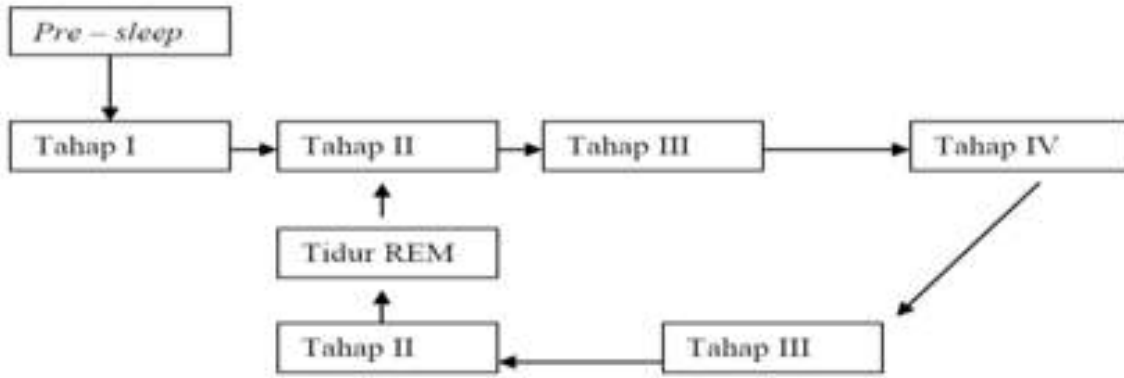 Pre – sleep
Tahap I
Tahap II
Tahap III
Tahap IV
Tidur REM
Tahap II
Tahap III